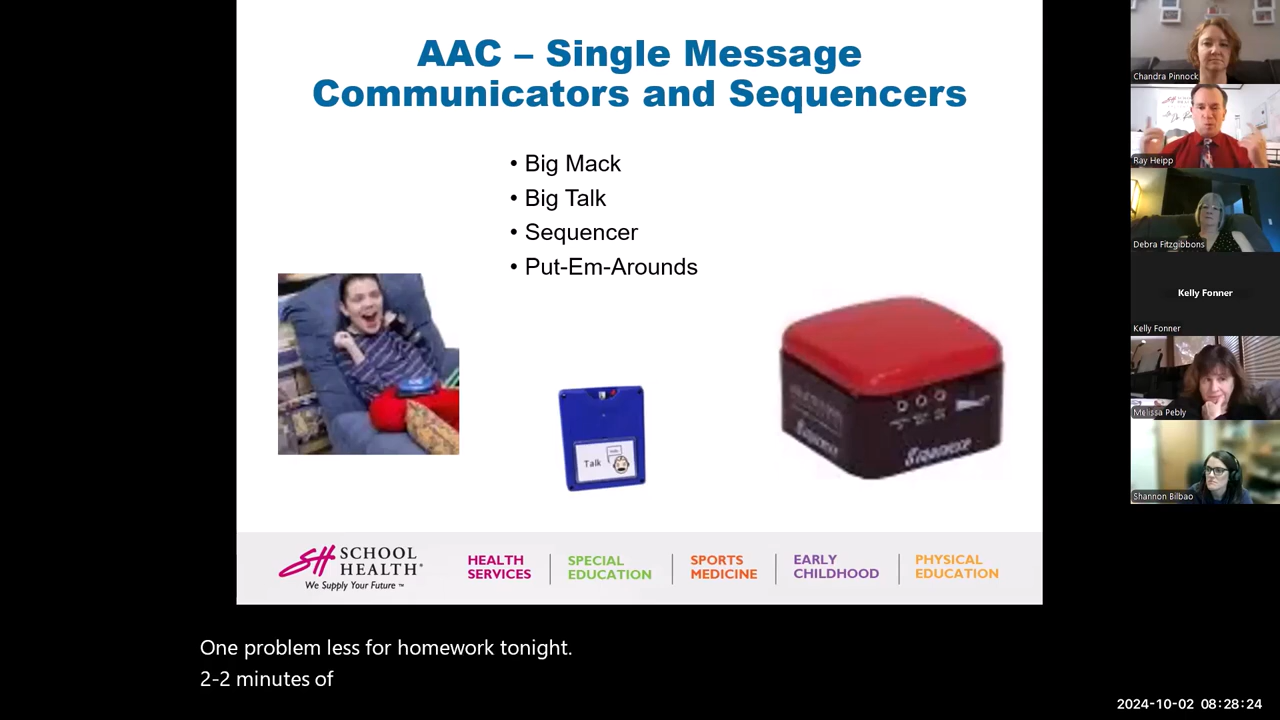 AAC – Single Message
Communicators and Sequencers
• Big Mack
• Big Talk
• Sequencer
• Put-Em-Arounds
Talk
SH SCHOOL
HEALTH®
We Supply Your Future ™
HEALTH
SERVICES
SPECIAL
EDUCATION
SPORTS
MEDICINE
EARLY
CHILDHOOD
PHYSICAL
EDUCATION
One problem less for homework tonight.
2-2 minutes of
Chandra Pinnock
Ray Heipp
Debra Fitzgibbons
Kelly Fonner
Kelly Fonner
Melissa Pebly
Shannon Bilbao
2024-10-02 08:28:24